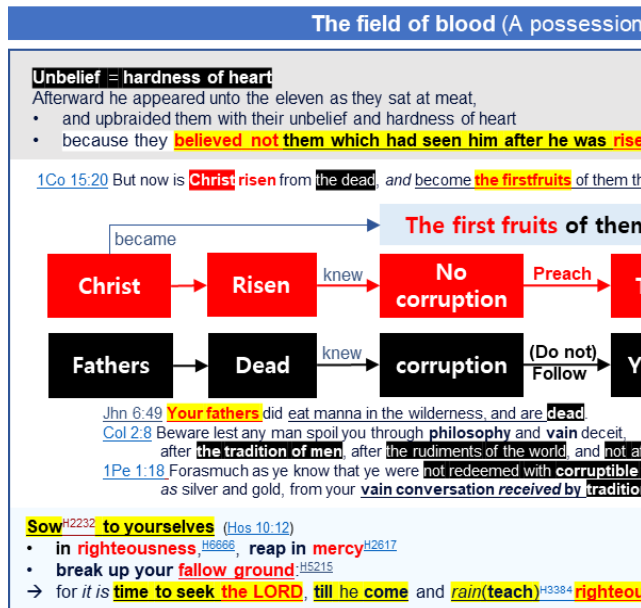 The field of blood (A possession
Unbelief = hardness of heart
Afterward he appeared unto the eleven as they sat at meat,
• and upbraided them with their unbelief and hardness of heart
• because they believed not them which had seen him after he was rise
1Co 15:20 But now is Christ risen from the dead, and become the firstfruits of them th
became
The first fruits of them
Christ
Risen
knew
No corruption
Preach
T
Fathers
Dead
knew
corruption
(Do not) Follow
Y
Jhn 6:49 Your fathers did eat manna in the wilderness, and are dead.
Col 2:8 Beware lest any man spoil you through philosophy and vain deceit,
after the tradition of men, after the rudiments of the world, and not af
1Pe 1:18 Forasmuch as ye know that ye were not redeemed with corruptible
as silver and gold, from your vain conversation received by tradition
Sow H2232 to yourselves (Hos 10:12)
• in righteousness, H6666, reap in mercy H2617
• break up your fallow ground: H5215
→ for it is time to seek the LORD, till he come and rain(teach) H3384 righteou